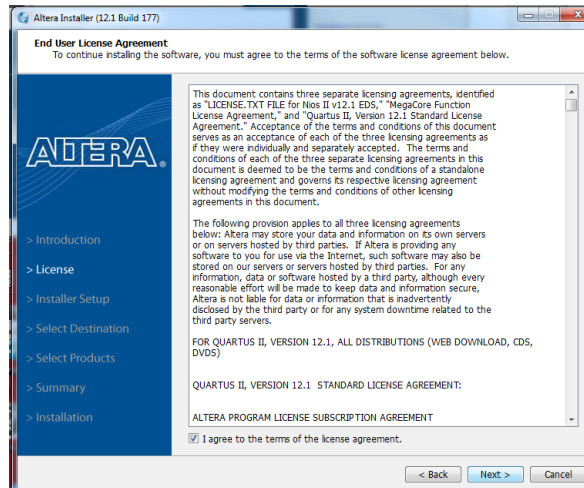 Altera Installer (12.1 Build 177)
End User License Agreement
To continue installing the software, you must agree to the terms of the software license agreement below.
ALTERA®
> Introduction
> License
> Installer Setup
> Select Destination
> Select Products
> Summary
> Installation
This document contains three separate licensing agreements, identified
as "LICENSE.TXT FILE for Nios II v12.1 EDS," "MegaCore Function
License Agreement," and "Quartus II, Version 12.1 Standard License
Agreement." Acceptance of the terms and conditions of this document
serves as an acceptance of each of the three licensing agreements as
if they were individually and separately accepted.  The terms and
conditions of each of the three separate licensing agreements in this
document is deemed to be the terms and conditions of a standalone
licensing agreement and governs its respective licensing agreement
without modifying the terms and conditions of other licensing
agreements in this document.
The following provision applies to all three licensing agreements
below: Altera may store your data and information on its own servers
or on servers hosted by third parties.  If Altera is providing any
software to you for use via the Internet, such software may also be
stored on our servers or servers hosted by third parties.  For any
information, data or software hosted by a third party, although every
reasonable effort will be made to keep data and information secure,
Altera is not liable for data or information that is inadvertently
disclosed by the third party or for any system downtime related to the
third party servers.
FOR QUARTUS II, VERSION 12.1, ALL DISTRIBUTIONS (WEB DOWNLOAD, CDS,
DVDS)
QUARTUS II, VERSION 12.1  STANDARD LICENSE AGREEMENT:
ALTERA PROGRAM LICENSE SUBSCRIPTION AGREEMENT
I agree to the terms of the license agreement.
< Back
Next >
Cancel